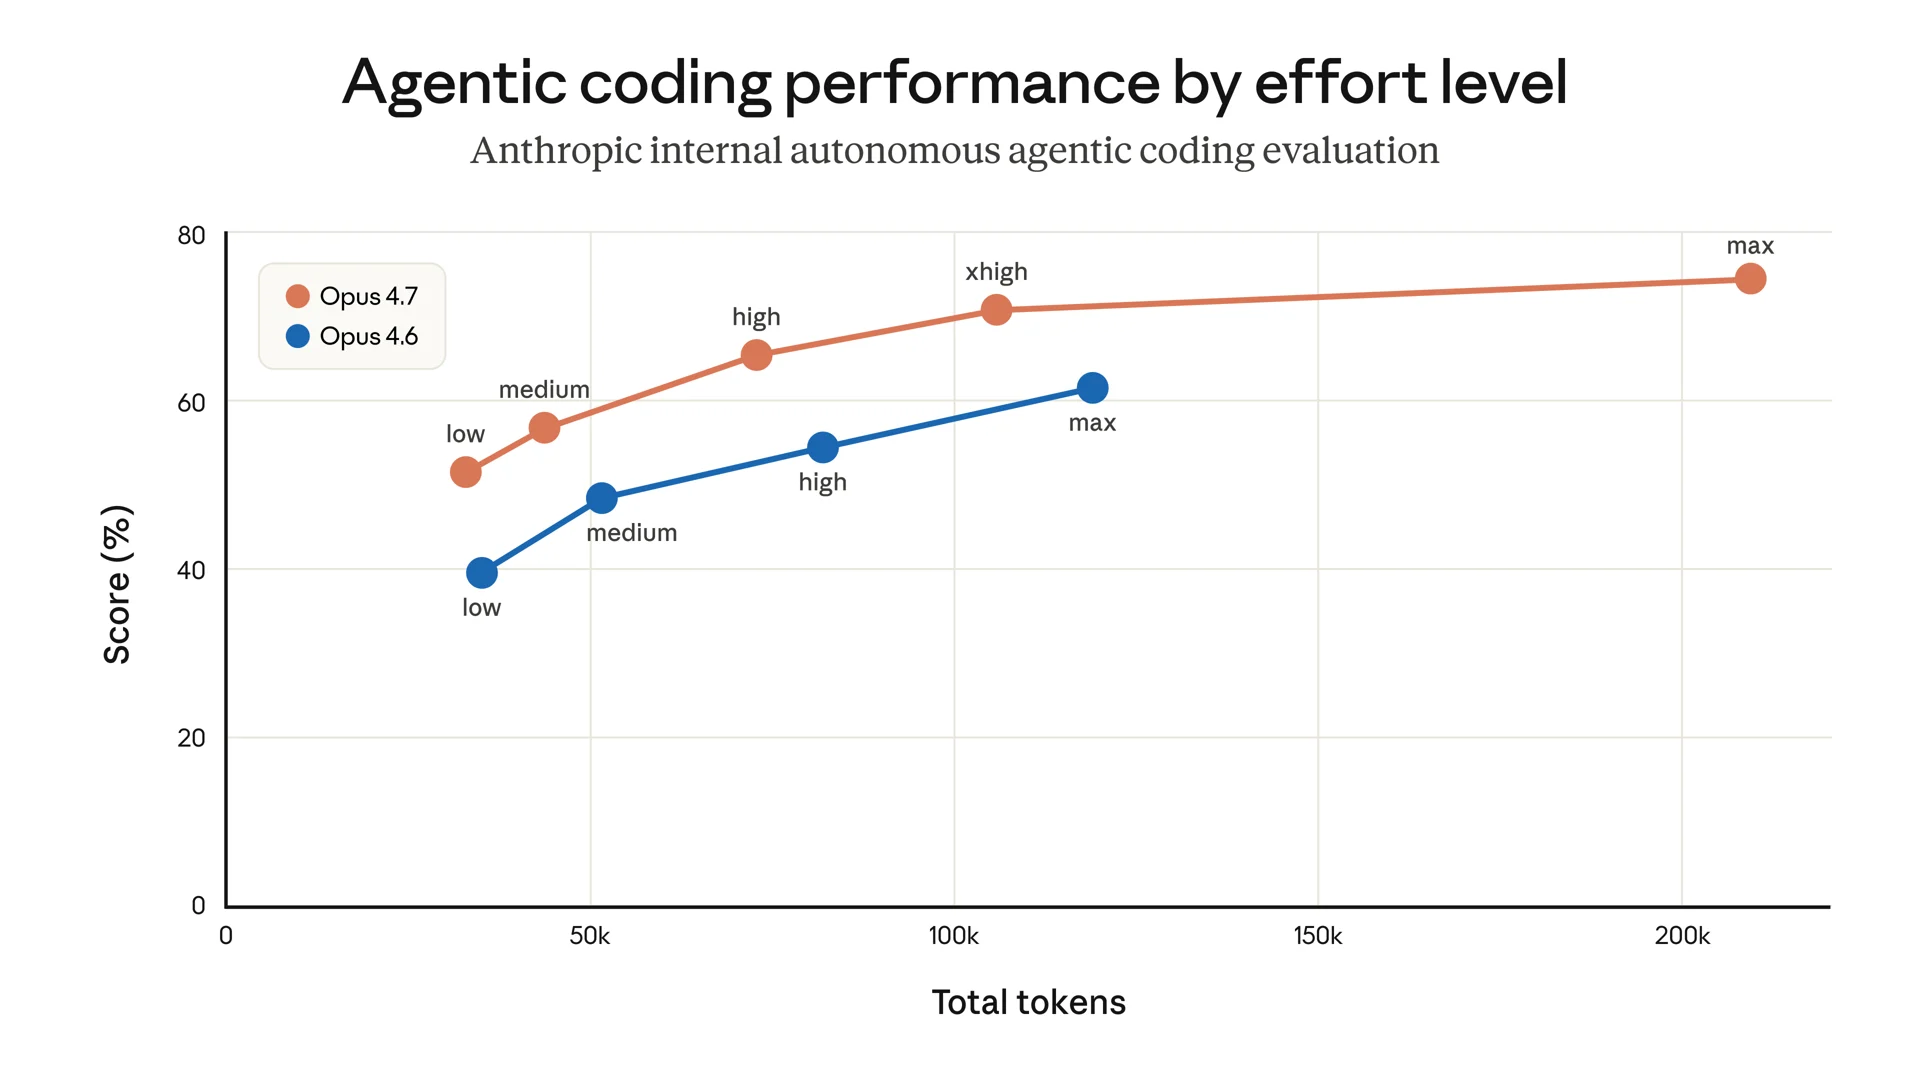 Agentic coding performance by effort level
Anthropic internal autonomous agentic coding evaluation
80
60
40
20
0
Score (%)
Opus 4.7
Opus 4.6
low
medium
high
xhigh
max
low
medium
high
max
0
50k
100k
150k
200k
Total tokens